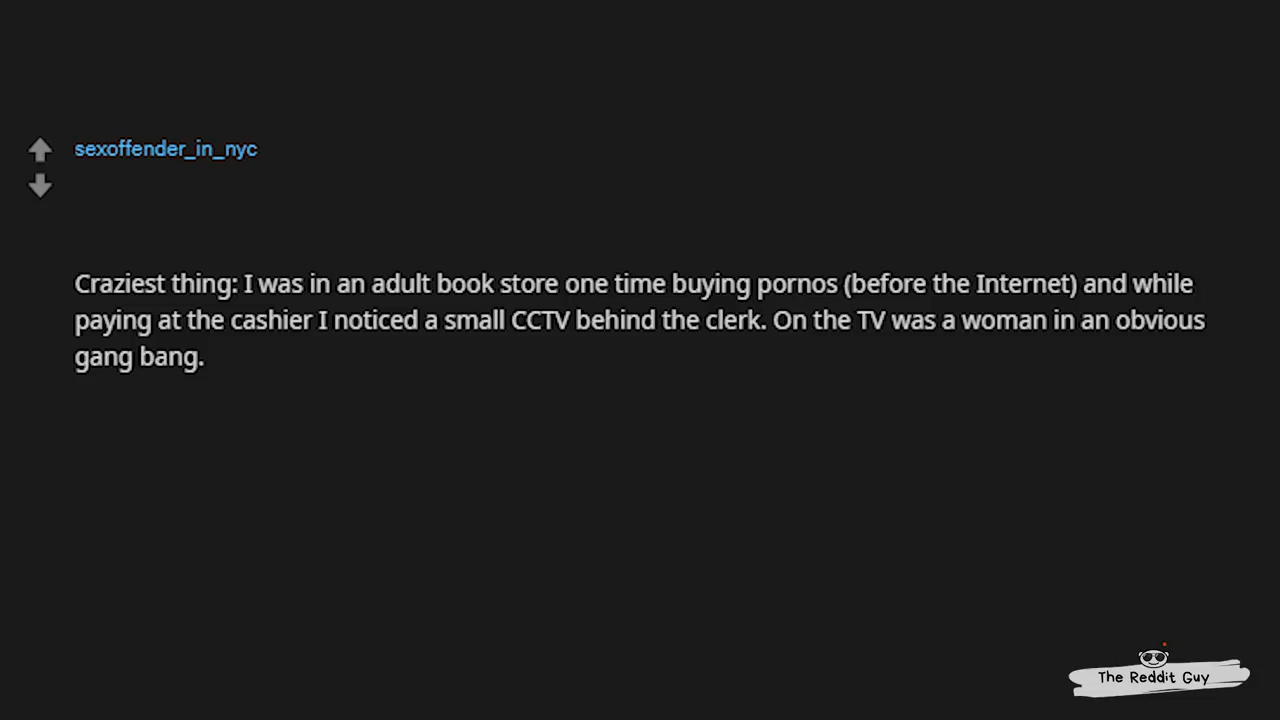 sexoffender_in_nyc
Craziest thing: I was in an adult book store one time buying pornos (before the Internet) and while
paying at the cashier I noticed a small CCTV behind the clerk. On the TV was a woman in an obvious
gang bang.
The Reddit Guy